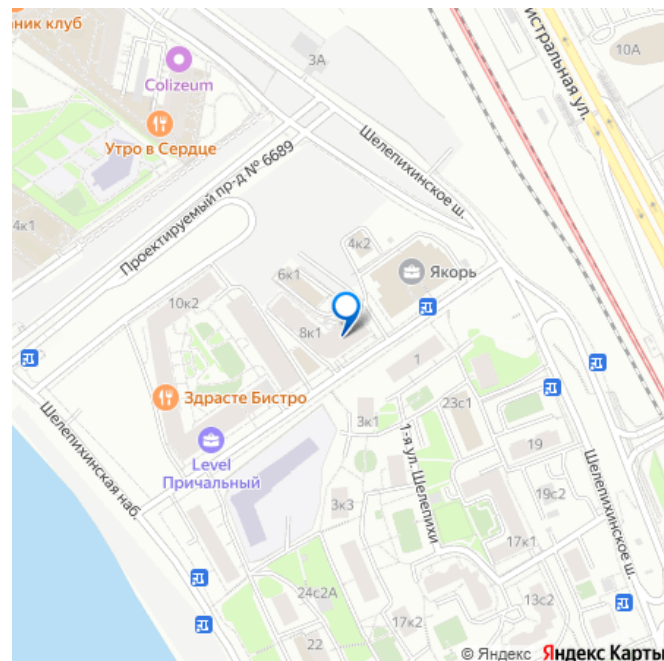 ник клуб
Colizeum
3А
истральная ул.
10А
Утро в Сердце
Шелепихинское ш.
Проектируемый пр-д № 6689
4к1
4к2
6к1
Якорь
10к2
8к1
1
Здрасте Бистро
3к1
23с1
Шелепихинская наб.
Level
Причальный
1-я ул. Шелепихи
19
Шелепихинское ш.
19с2
3к3
17к1
24с2А
13с2
17к2
22
© Яндекс Яндекс Карты